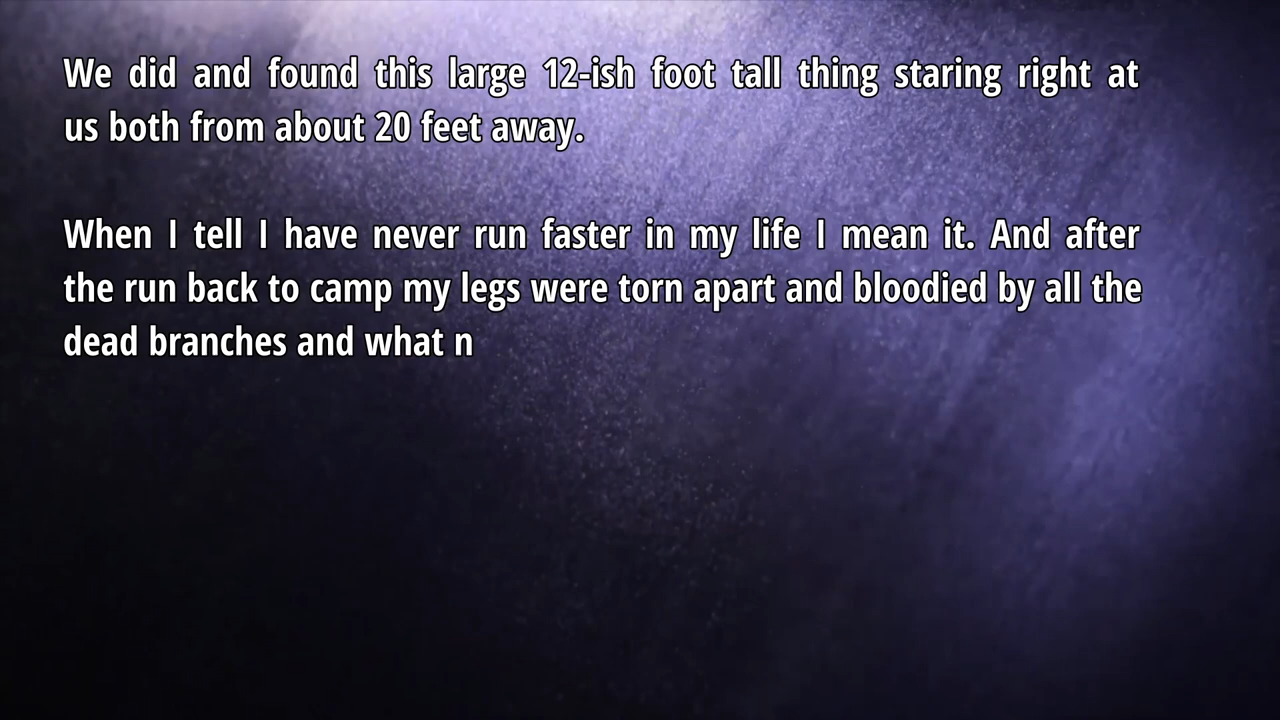 We did and found this large 12-ish foot tall thing staring right at
us both from about 20 feet away.
When I tell I have never run faster in my life I mean it. And after
the run back to camp my legs were torn apart and bloodied by all the
dead branches and what n